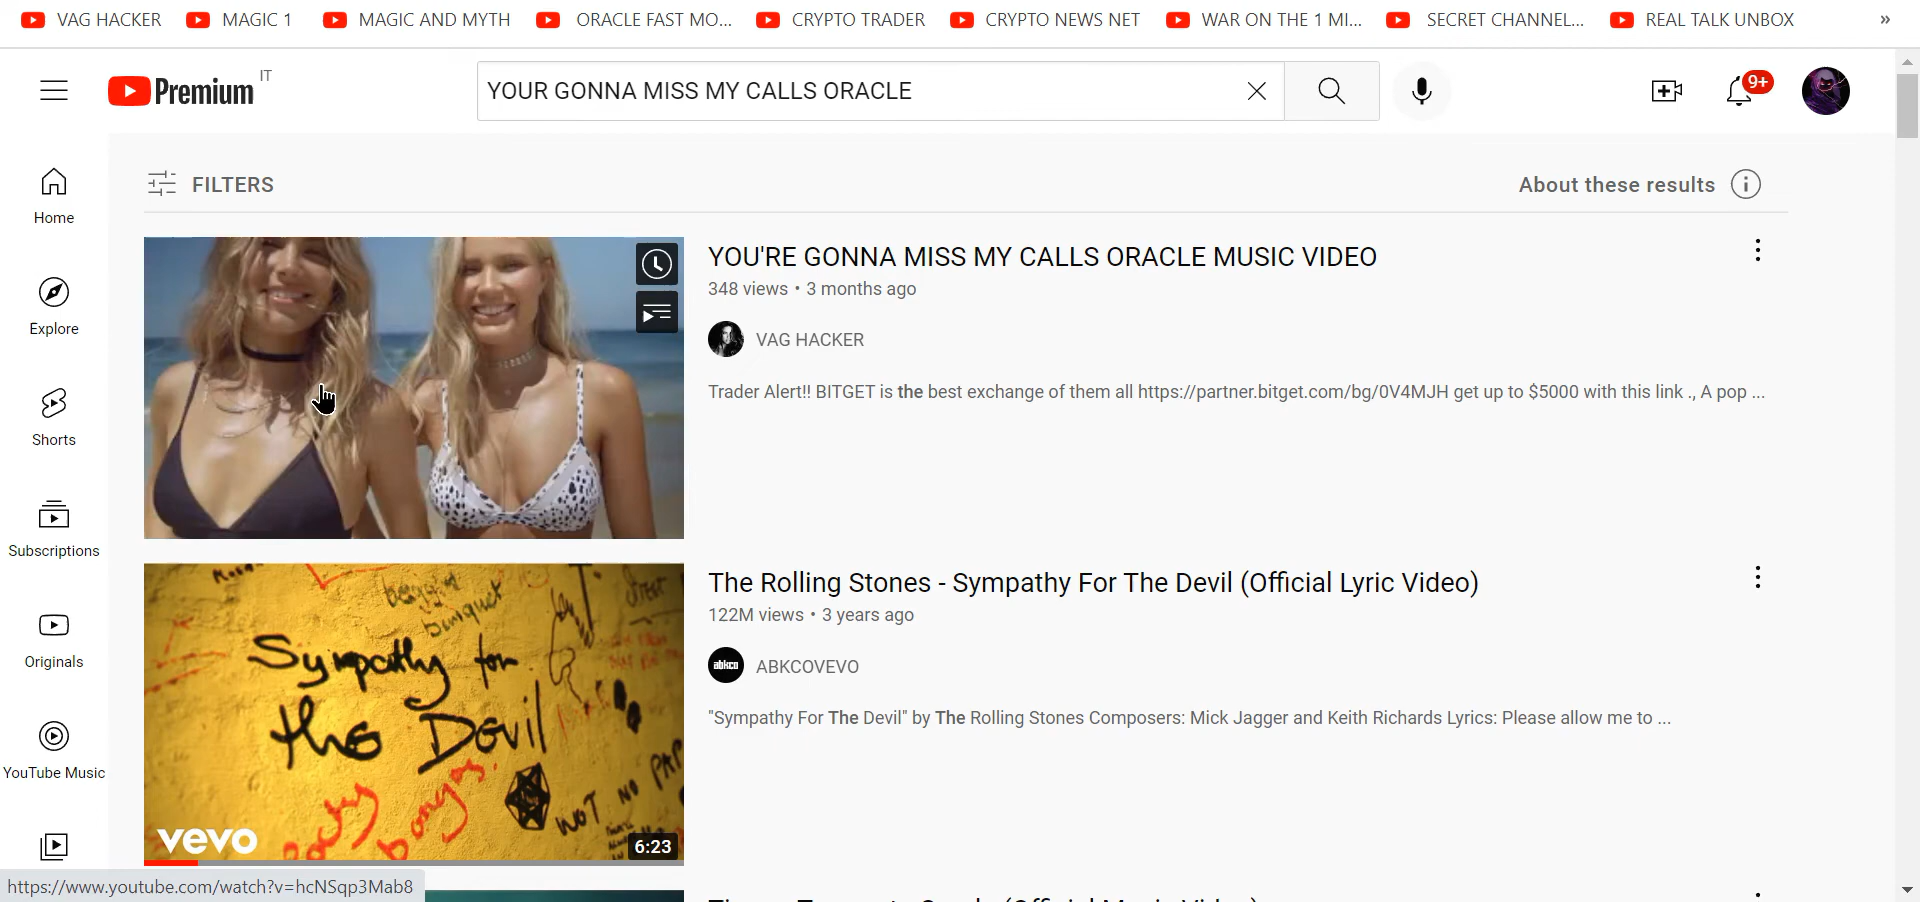 VAG HACKER
MAGIC 1
MAGIC AND MYTH
ORACLE FAST MO...
CRYPTO TRADER
CRYPTO NEWS NET
WAR ON THE 1 MI...
SECRET CHANNEL...
REAL TALK UNBOX
»
Premium IT
YOUR GONNA MISS MY CALLS ORACLE
9+
FILTERS
About these results
Home
Explore
Shorts
Subscriptions
Originals
YouTube Music
YOU'RE GONNA MISS MY CALLS ORACLE MUSIC VIDEO
348 views • 3 months ago
VAG HACKER
Trader Alert!! BITGET is the best exchange of them all https://partner.bitget.com/bg/0V4MJH get up to $5000 with this link ., A pop ...
Sympathy for
the Devil
beggars
banquet
NOT NO
vevo
6:23
The Rolling Stones - Sympathy For The Devil (Official Lyric Video)
122M views • 3 years ago
abkco
ABKCOVEVO
"Sympathy For The Devil" by The Rolling Stones Composers: Mick Jagger and Keith Richards Lyrics: Please allow me to ...
https://www.youtube.com/watch?v=hcNSqp3Mab8